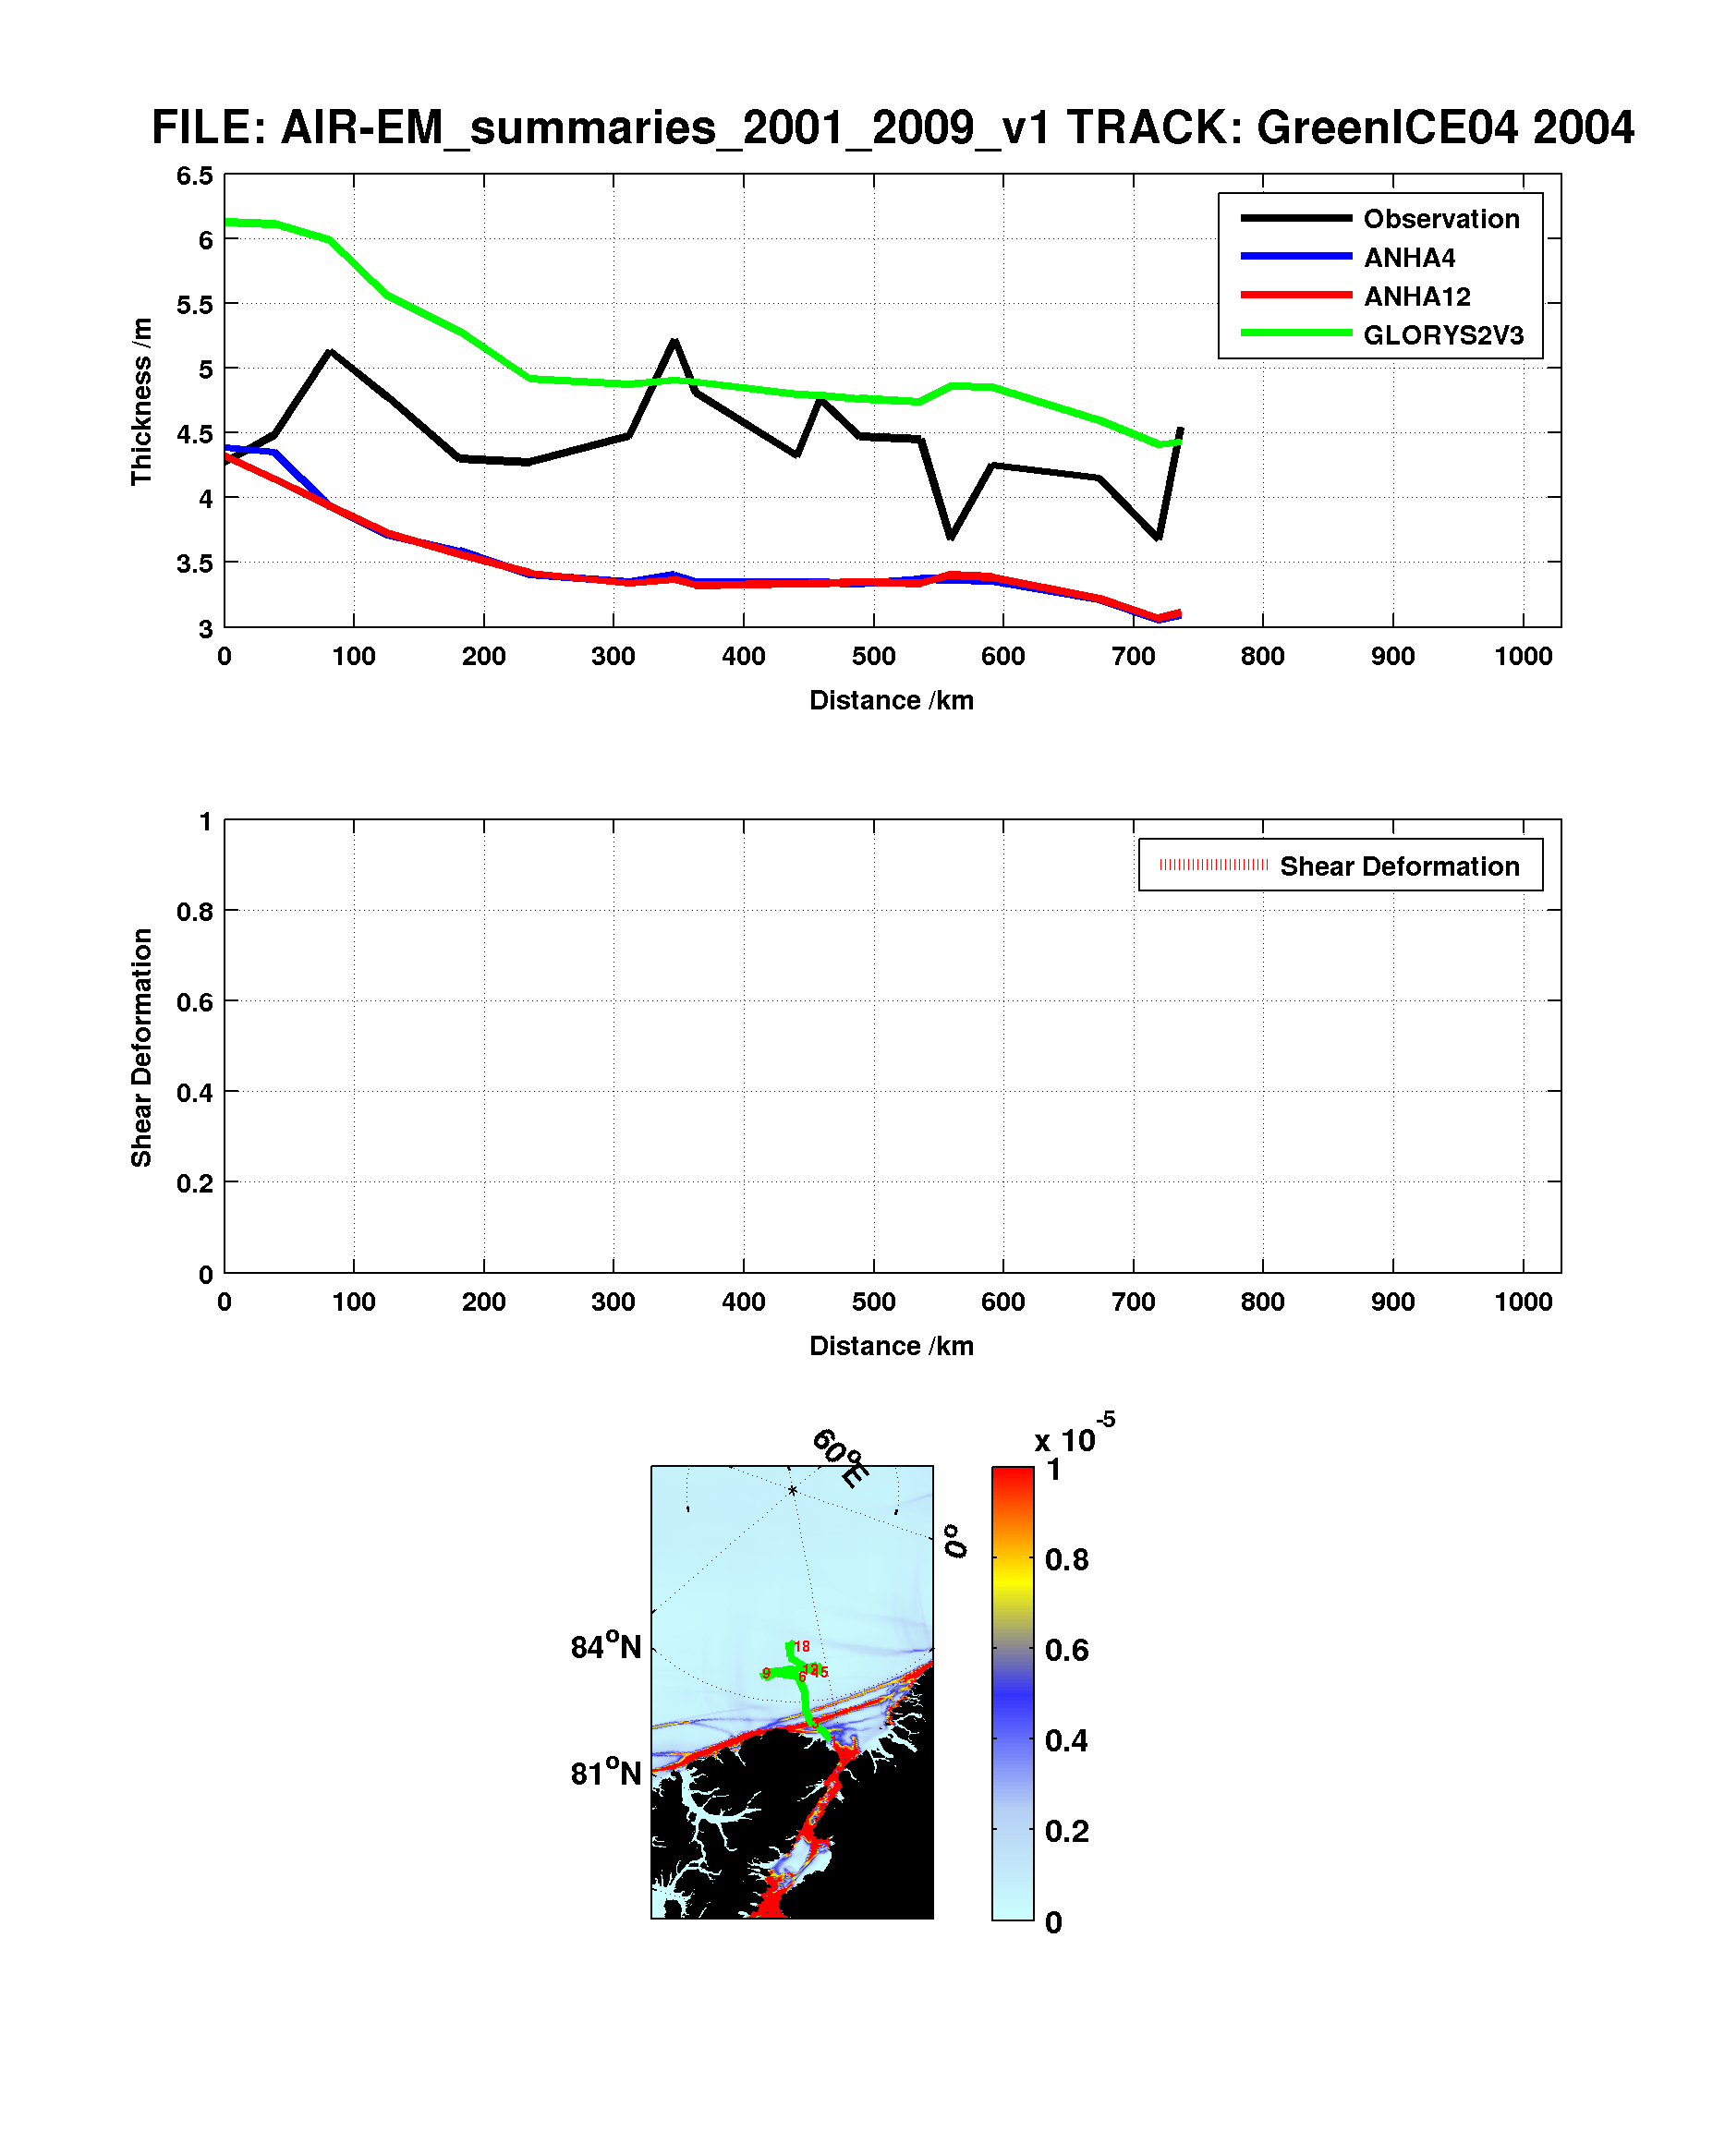 FILE: AIR-EM_summaries_2001_2009_v1 TRACK: GreenICE04 2004
6.5
6
5.5
5
4.5
4
3.5
3
Thickness /m
Observation
ANHA4
ANHA12
GLORYS2V3
0 100 200 300 400 500 600 700 800 900 1000
Distance /km
1
0.8
0.6
0.4
0.2
0
Shear Deformation
Shear Deformation
0 100 200 300 400 500 600 700 800 900 1000
Distance /km
60°E
0°
84°N
81°N
18
9
6
15
x 10^-5
1
0.8
0.6
0.4
0.2
0